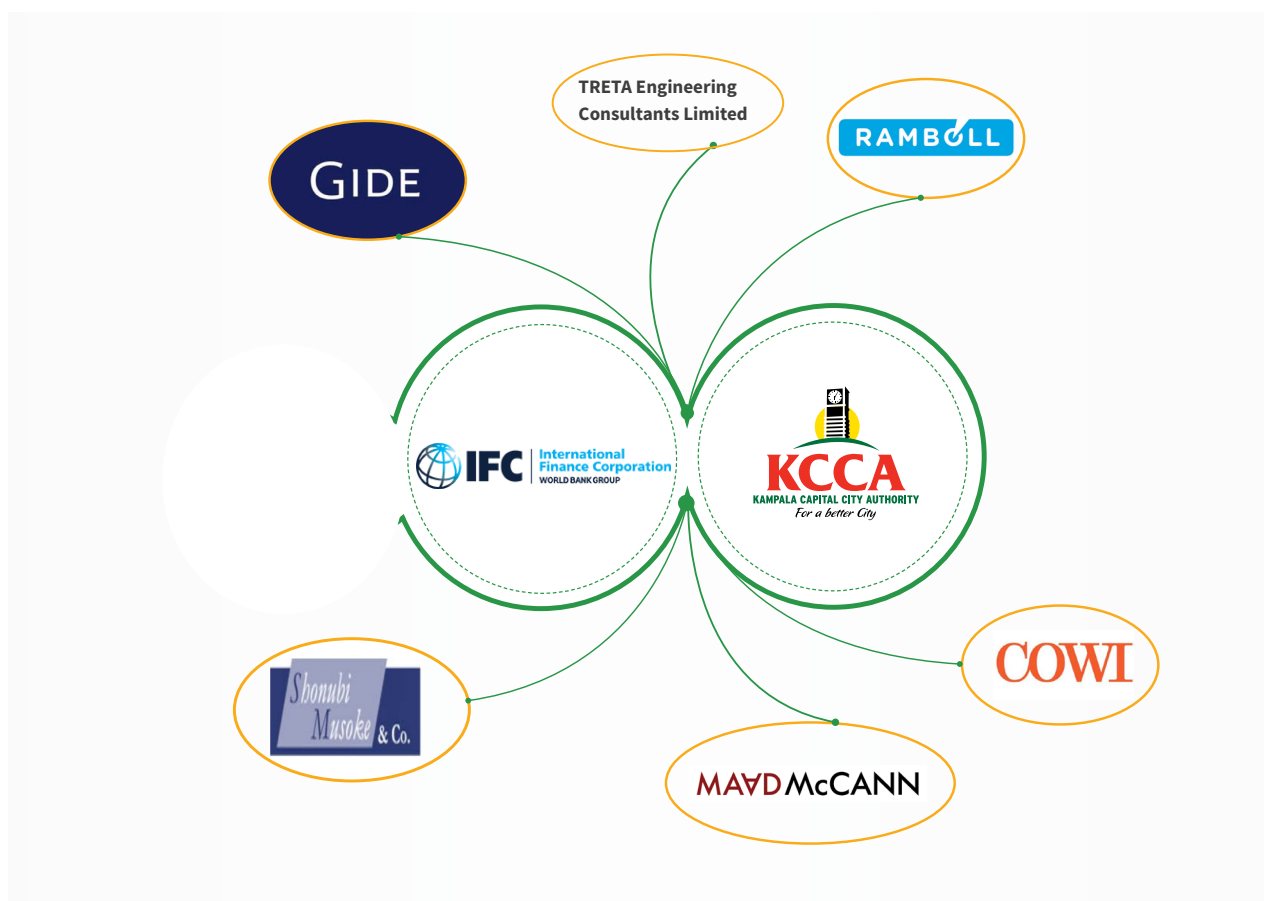 TRETA Engineering
Consultants Limited
RAMBOLL
GIDE
IFC
International
Finance Corporation
WORLD BANK GROUP
KCCA
KAMPALA CAPITAL CITY AUTHORITY
For a better City
COWI
Shonubi
Musoke & Co.
MAAD McCANN